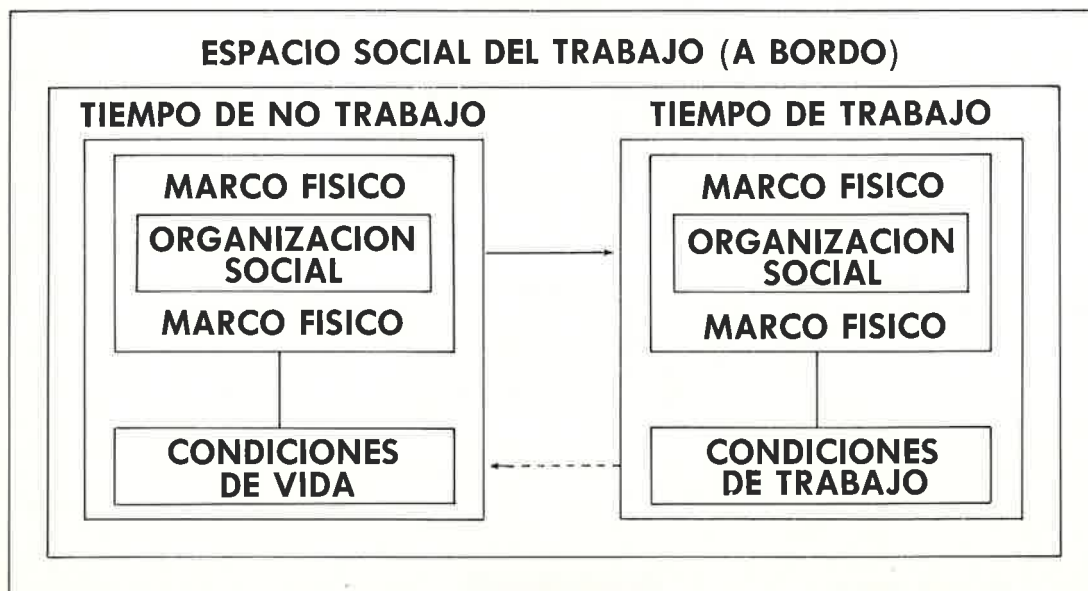 ESPACIO SOCIAL DEL TRABAJO (A BORDO)
TIEMPO DE NO TRABAJO
MARCO FISICO
ORGANIZACION
SOCIAL
MARCO FISICO
CONDICIONES
DE VIDA
TIEMPO DE TRABAJO
MARCO FISICO
ORGANIZACION
SOCIAL
MARCO FISICO
CONDICIONES
DE TRABAJO